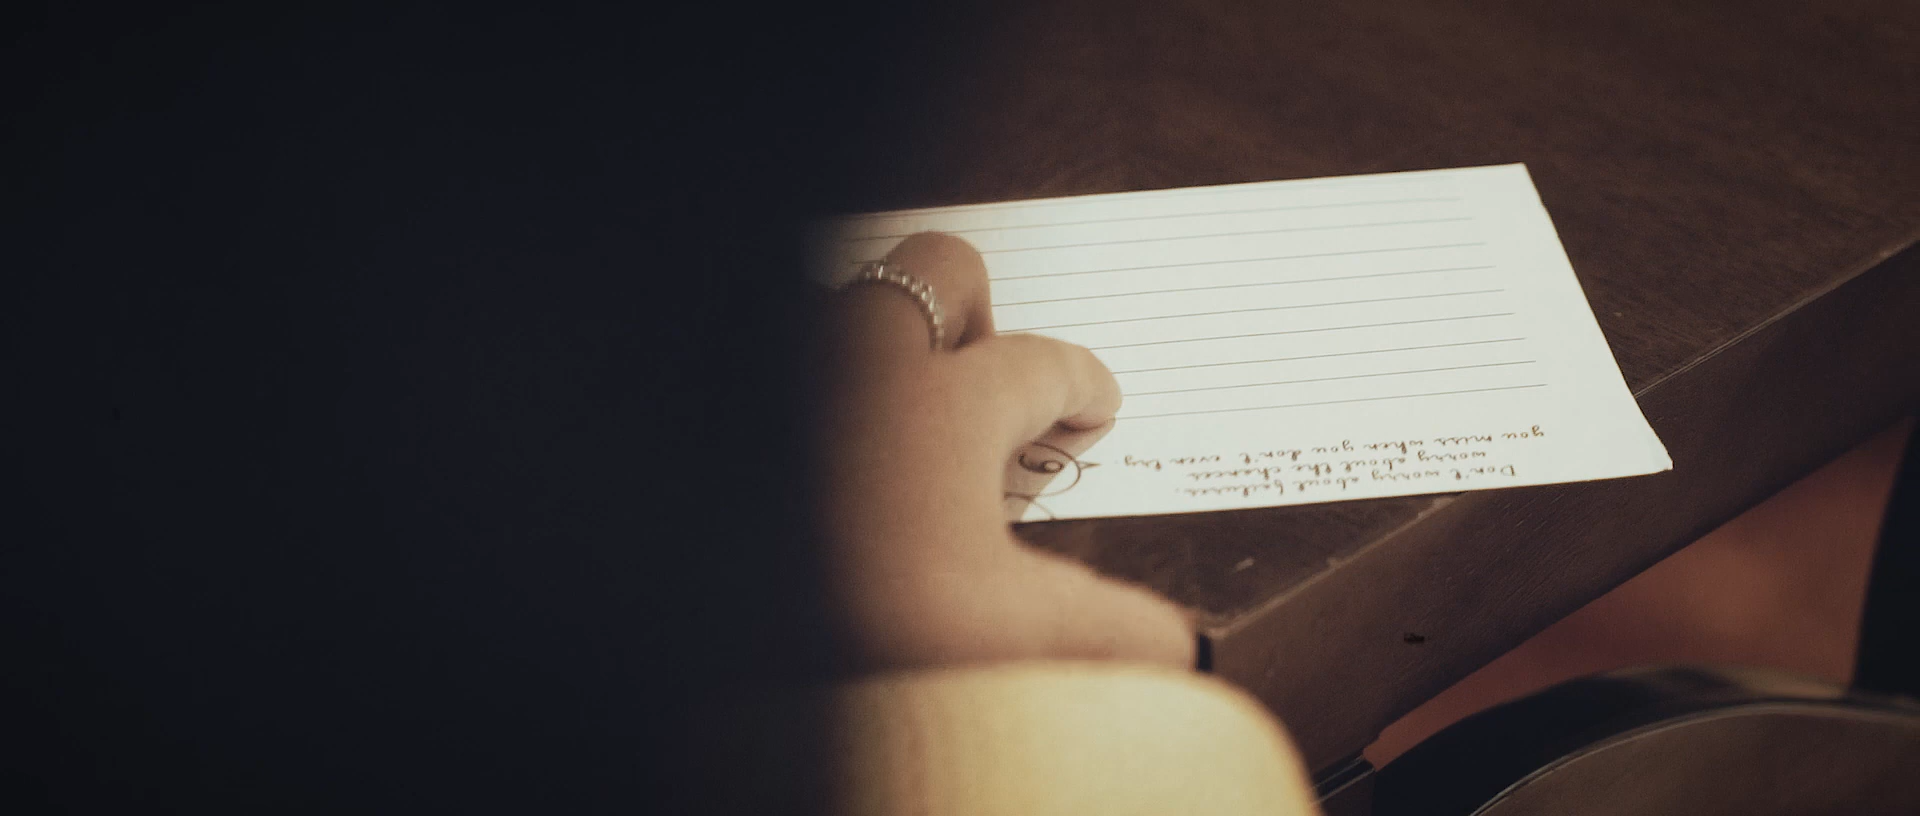 Don't worry about failures.
worry about the chances
you miss when you don't even try.